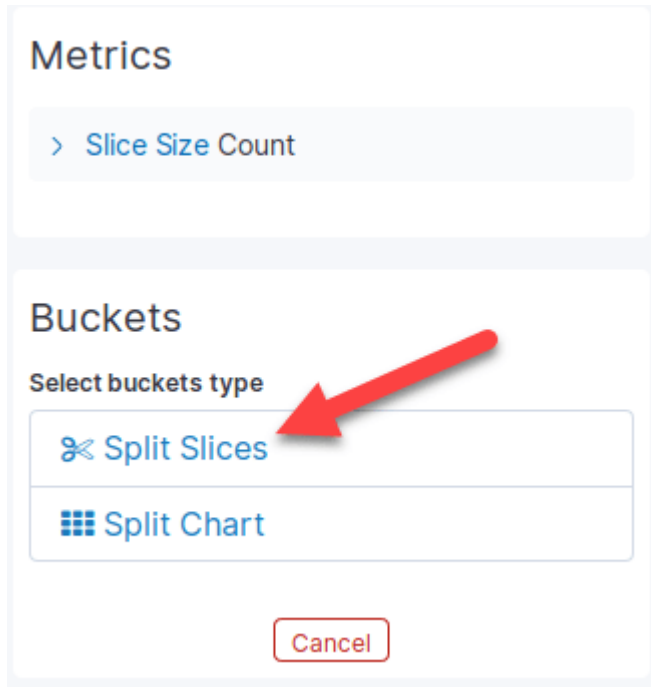 Metrics
Slice Size Count
Buckets
Select buckets type
Split Slices
Split Chart
Cancel